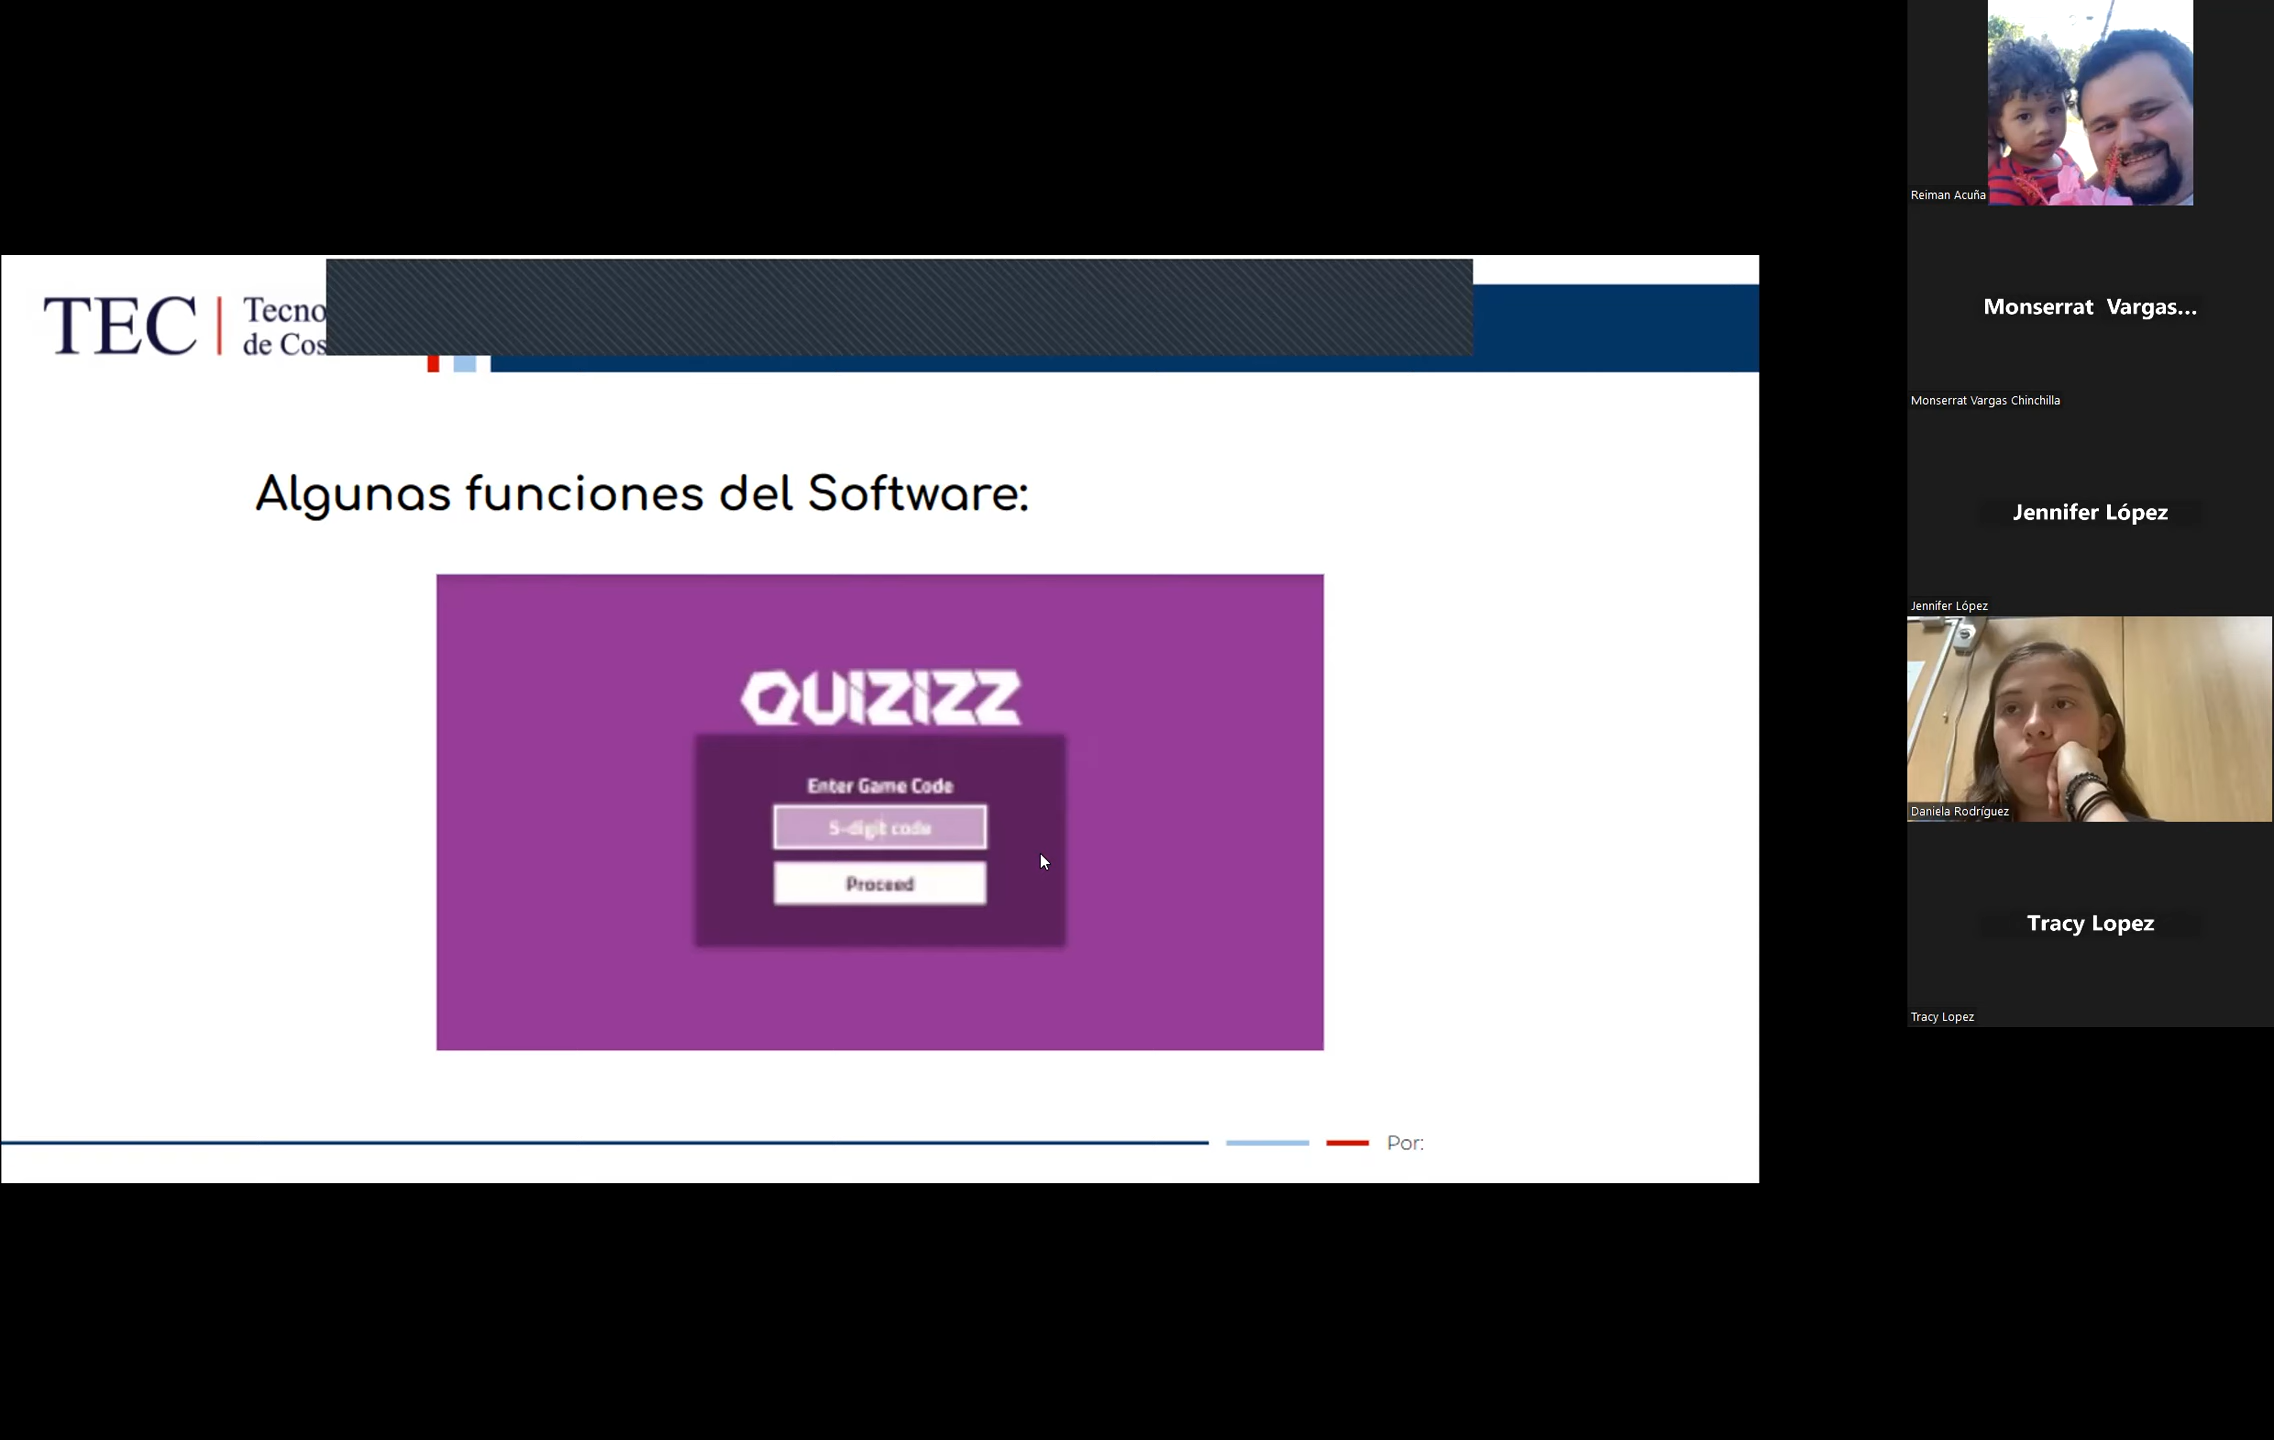 TEC
Tecno
de Cos
Algunas funciones del Software:
QUIZIZZ
Enter Game Code
5-digit code
Proceed
Por:
Reiman Acuña
Monserrat Vargas...
Monserrat Vargas Chinchilla
Jennifer López
Jennifer López
Daniela Rodríguez
Tracy Lopez
Tracy Lopez